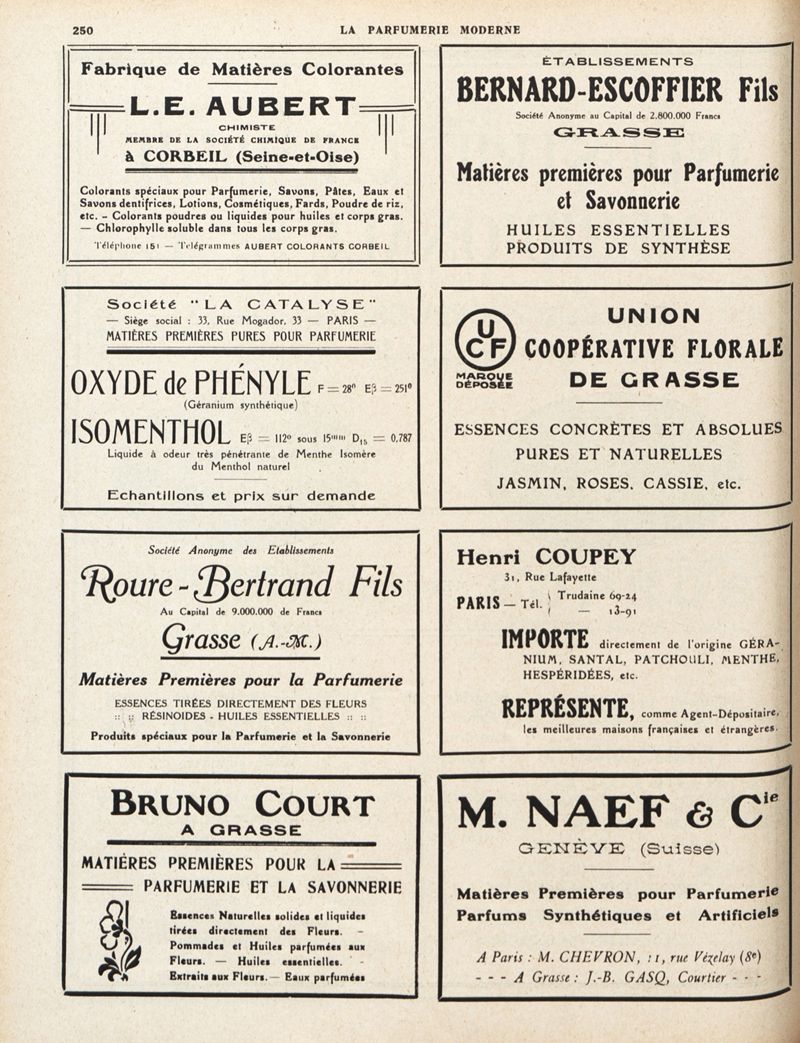 250
LA PARFUMERIE MODERNE
Fabrique de Matières Colorantes
L.E. AUBERT
CHIMISTE
MEMBRE DE LA SOCIÉTÉ CHIMIQUE DE FRANCE
à CORBEIL (Seine-et-Oise)
Colorants spéciaux pour Parfumerie, Savons, Pâtes, Eaux et
Savons dentifrices, Lotions, Cosmétiques, Fards, Poudre de riz,
etc. - Colorants poudres ou liquides pour huiles et corps gras.
— Chlorophylle soluble dans tous les corps gras.
Téléphone 151 — Télégrammes AUBERT COLORANTS CORBEIL
ÉTABLISSEMENTS
BERNARD-ESCOFFIER Fils
Société Anonyme au Capital de 2.800.000 Francs
GRASSE
Matières premières pour Parfumerie
et Savonnerie
HUILES ESSENTIELLES
PRODUITS DE SYNTHÈSE
Société "LA CATALYSE"
— Siège social : 33, Rue Mogador, 33 — PARIS —
MATIÈRES PREMIÈRES PURES POUR PARFUMERIE
OXYDE de PHÉNYLE F = 28° Eβ = 251°
(Géranium synthétique)
ISOMENTHOL Eβ = 112° sous 15mm D15 = 0,787
Liquide à odeur très pénétrante de Menthe Isomère
du Menthol naturel
Echantillons et prix sur demande
UCF
MARQUE
DÉPOSÉE
UNION
COOPÉRATIVE FLORALE
DE GRASSE
ESSENCES CONCRÈTES ET ABSOLUES
PURES ET NATURELLES
JASMIN, ROSES, CASSIE, etc.
Société Anonyme des Etablissements
Roure-Bertrand Fils
Au Capital de 9.000.000 de Francs
Grasse (A.-M.)
Matières Premières pour la Parfumerie
ESSENCES TIRÉES DIRECTEMENT DES FLEURS
:: :: RÉSINOIDES - HUILES ESSENTIELLES :: ::
Produits spéciaux pour la Parfumerie et la Savonnerie
Henri COUPEY
31, Rue Lafayette
PARIS — Tél. { Trudaine 69-24
— 13-91
IMPORTE directement de l'origine GÉRA-
NIUM, SANTAL, PATCHOULI, MENTHE,
HESPÉRIDÉES, etc.
REPRÉSENTE, comme Agent-Dépositaire,
les meilleures maisons françaises et étrangères.
BRUNO COURT
A GRASSE
MATIÈRES PREMIÈRES POUR LA
PARFUMERIE ET LA SAVONNERIE
Essences Naturelles solides et liquides
tirées directement des Fleurs. -
Pommades et Huiles parfumées aux
Fleurs. — Huiles essentielles. -
Extraits aux Fleurs. — Eaux parfumées
M. NAEF & Cie
GENÈVE (Suisse)
Matières Premières pour Parfumerie
Parfums Synthétiques et Artificiels
A Paris : M. CHEVRON, 11, rue Vézelay (8e)
- - - A Grasse : J.-B. GASQ, Courtier - - -